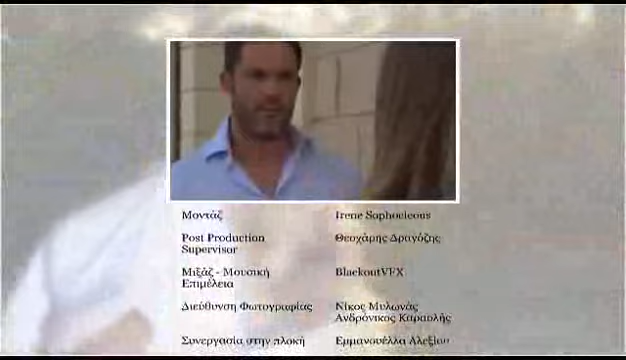 Μοντάζ Irene Sophocleous
Post Production Θεοχάρης Δραγόζης
Supervisor
Μιξάζ - Μουσική BlackoutVFX
Επιμέλεια
Διεύθυνση Φωτογραφίας Νίκος Μυλωνάς
Ανδρόνικος Καραολής
Συνεργασία στην πλοκή Εμμανουέλλα Αλεξίου